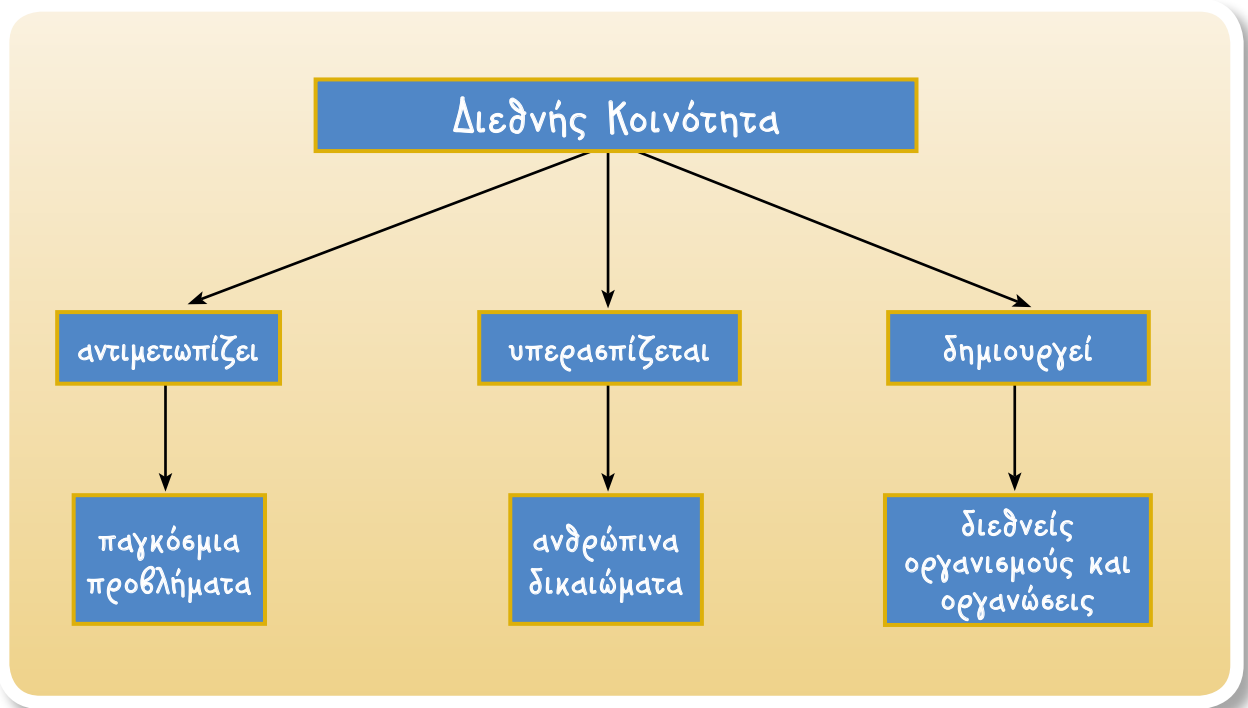 Διεθνής Κοινότητα
αντιμετωπίζει
υπερασπίζεται
δημιουργεί
παγκόσμια
προβλήματα
ανθρώπινα
δικαιώματα
διεθνείς
οργανισμούς και
οργανώσεις